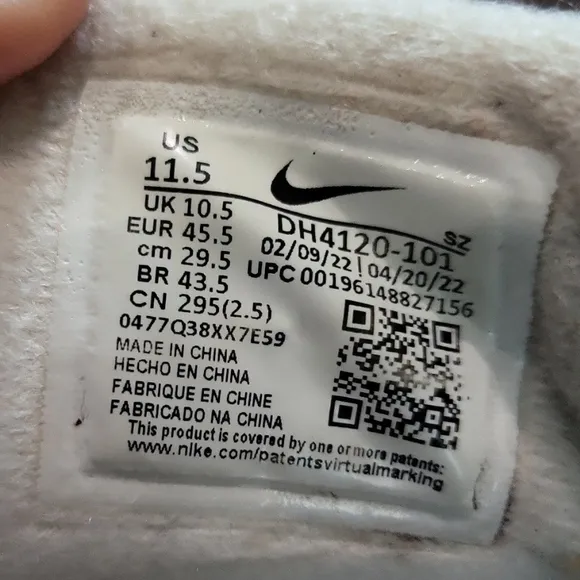 US
11.5
UK 10.5
EUR 45.5
cm 29.5
BR 43.5
CN 295(2.5)
SZ
DH4120-101
02/09/22 | 04/20/22
UPC 00196148827156
0477Q38XX7E59
MADE IN CHINA
HECHO EN CHINA
FABRIQUE EN CHINE
FABRICADO NA CHINA
This product is covered by one or more patents:
www.nike.com/patentsvirtualmarking